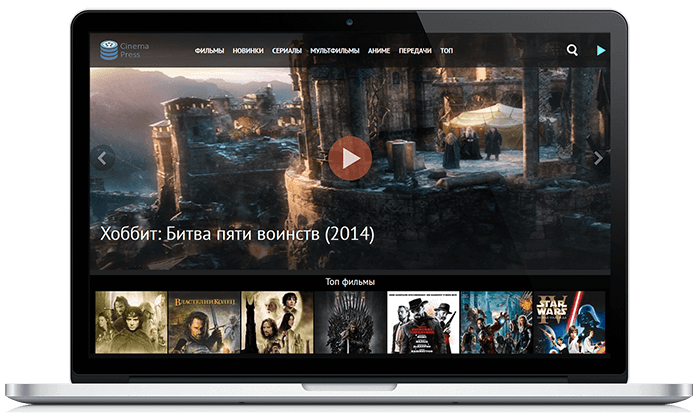 Cinema
Press
ФИЛЬМЫ НОВИНКИ СЕРИАЛЫ МУЛЬТФИЛЬМЫ АНИМЕ ПЕРЕДАЧИ ТОП
Хоббит: Битва пяти воинств (2014)
Топ фильмы
ВЛАСТЕЛИН КОЛЕЦ
STAR
WARS
IV